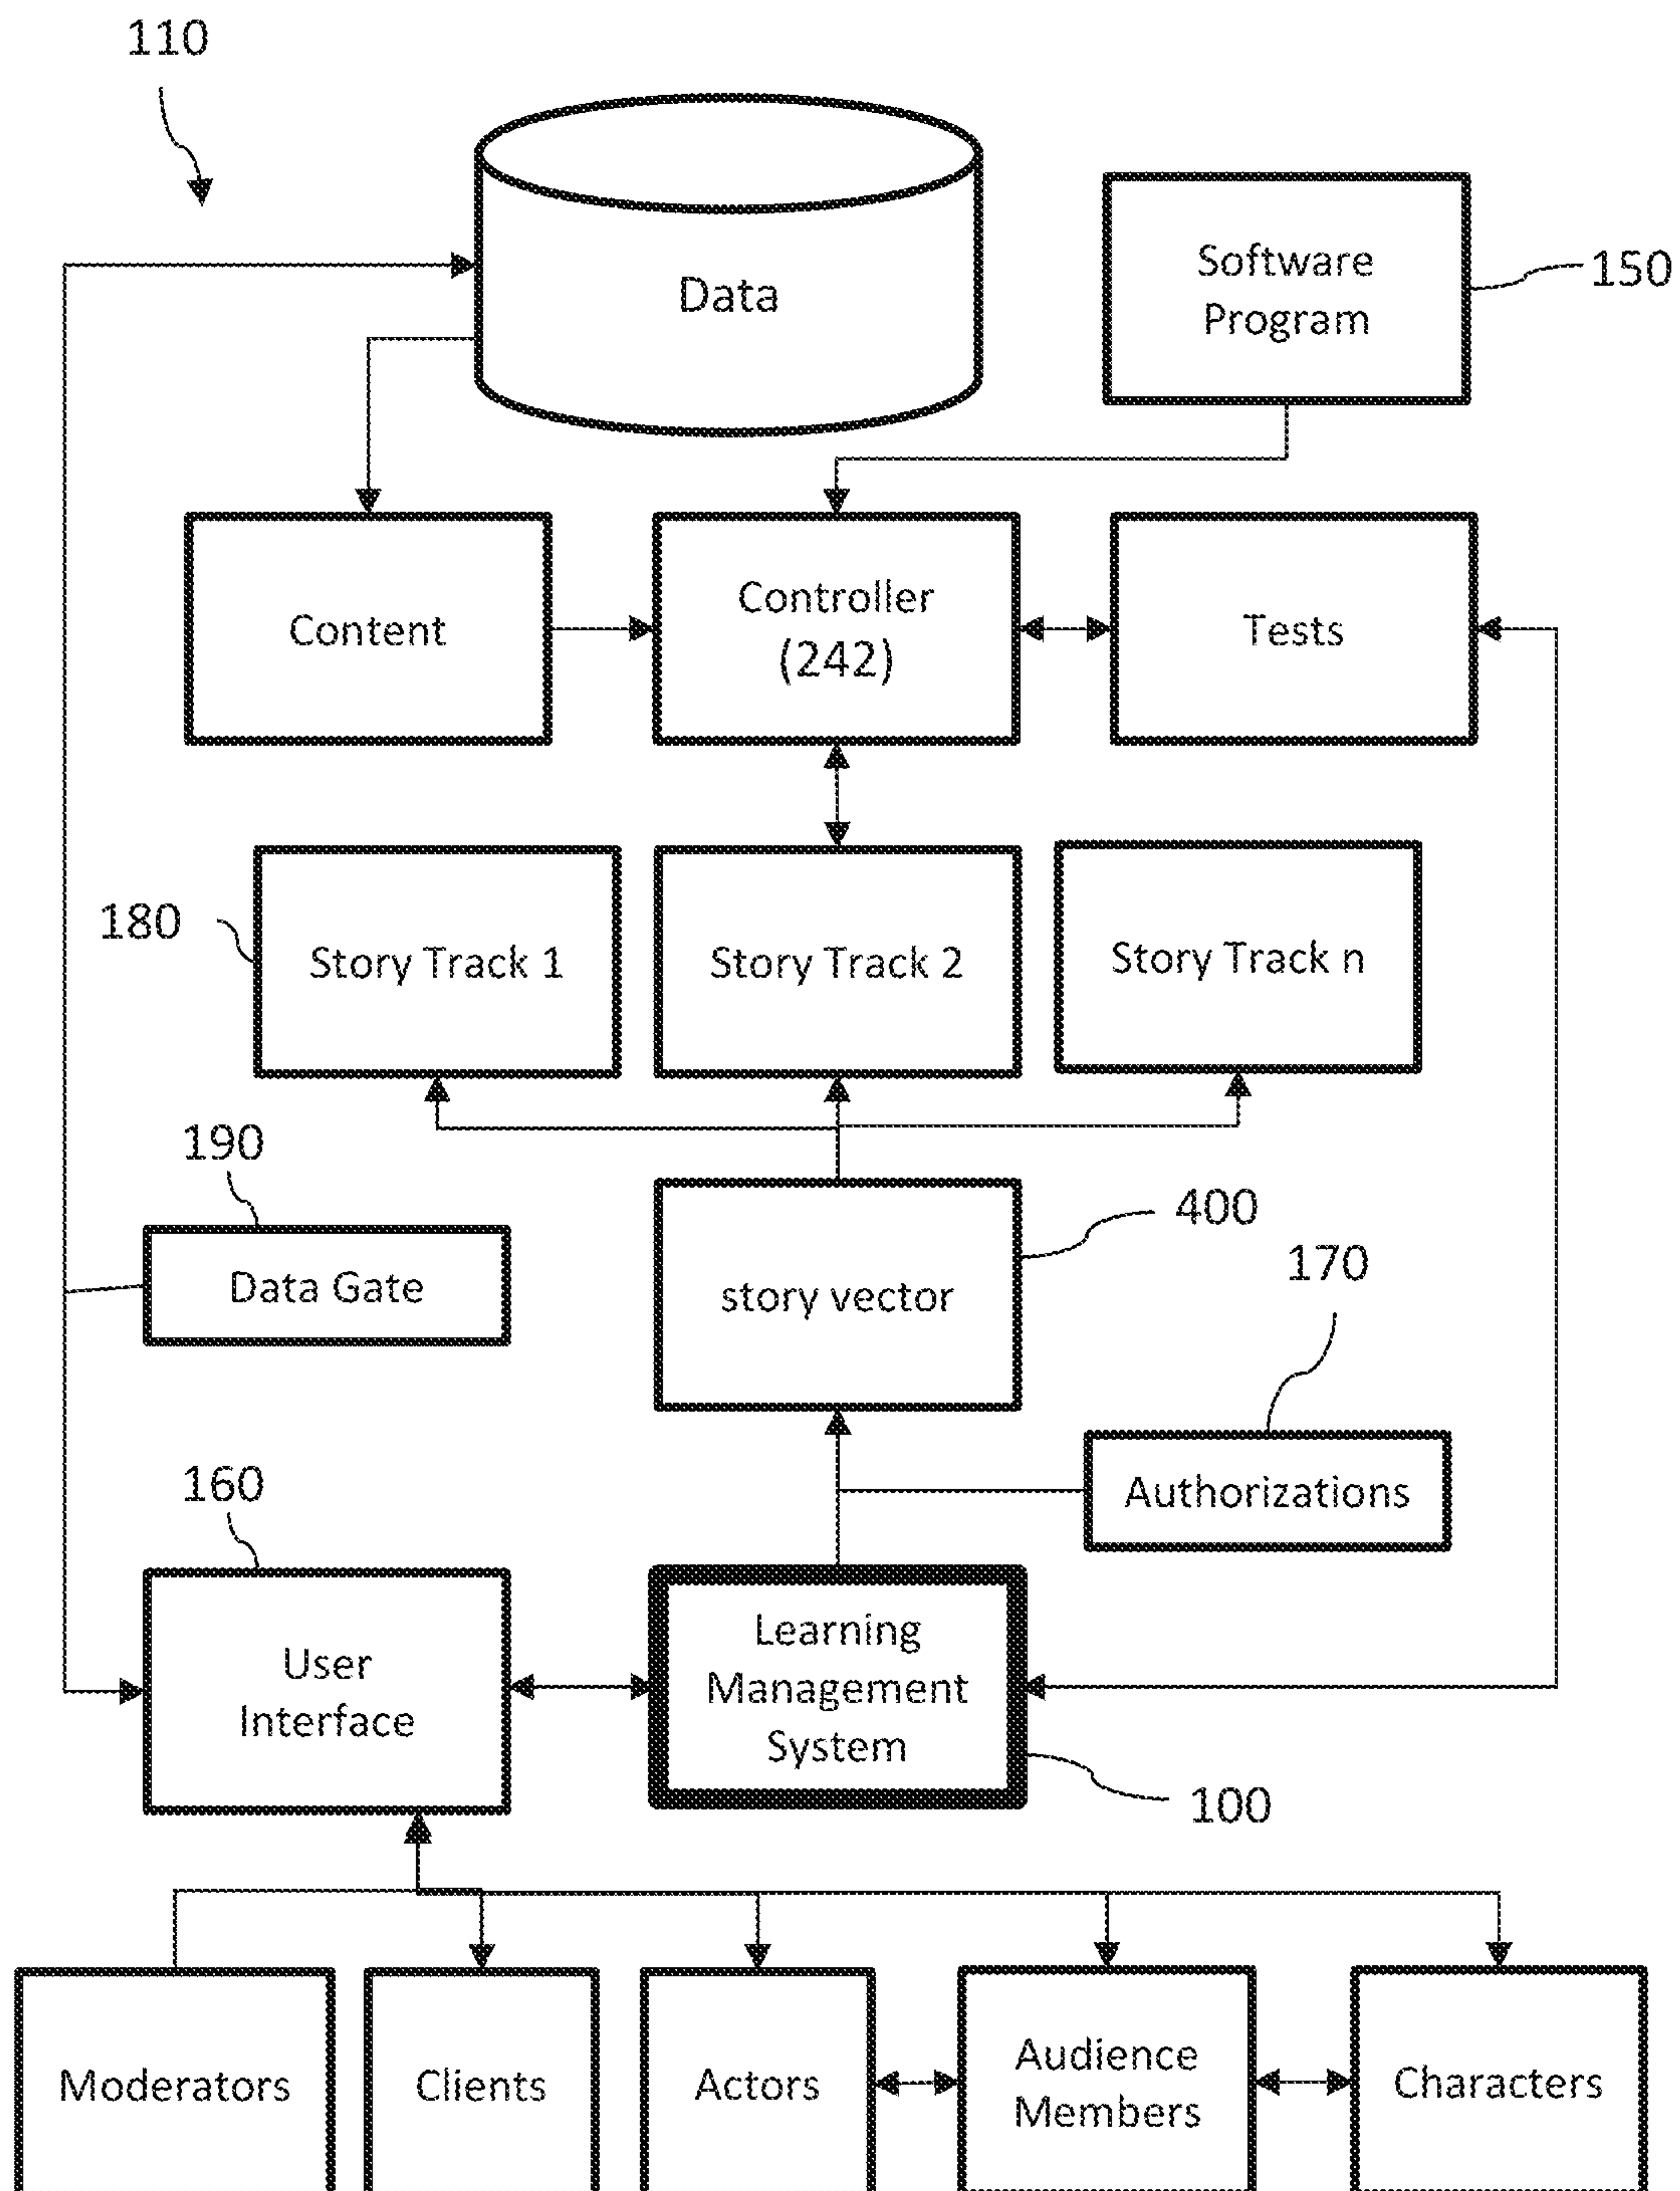 110
Data
Software
Program
150
Content
Controller
(242)
Tests
180
Story Track 1
Story Track 2
Story Track n
190
Data Gate
story vector
400
170
Authorizations
160
User
Interface
Learning
Management
System
100
Moderators
Clients
Actors
Audience
Members
Characters